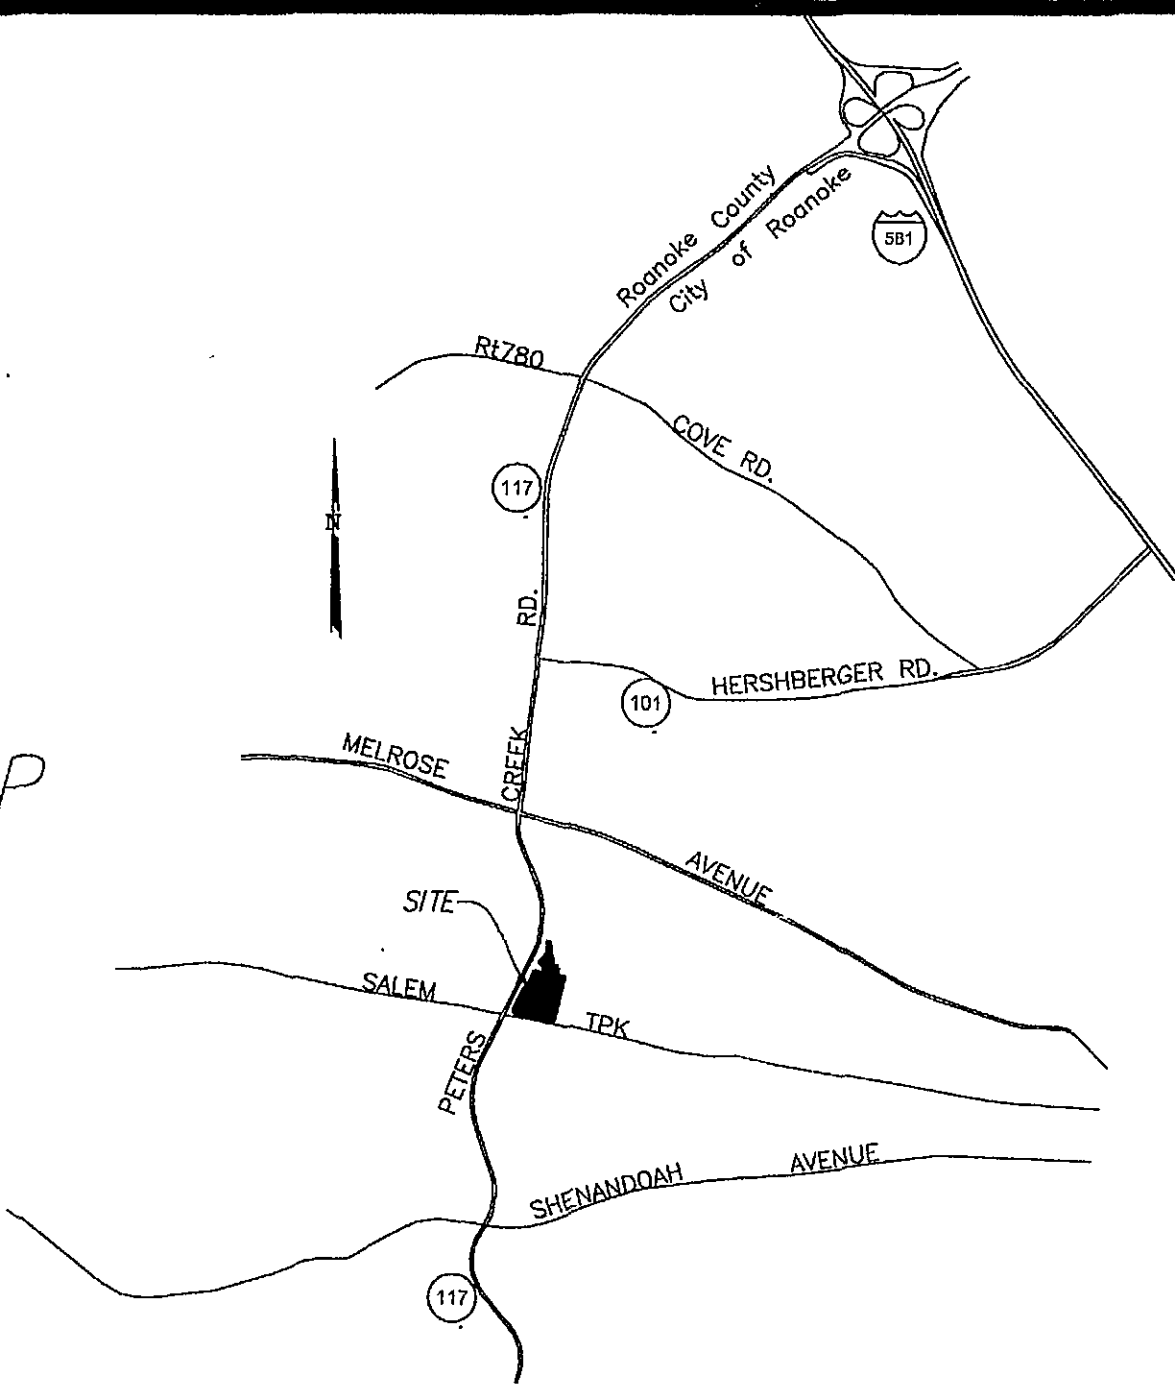 Roanoke County
City of Roanoke
5B1
Rt780
COVE RD.
117
N
RD.
HERSHBERGER RD.
101
MELROSE
CREEK
P
AVENUE
SITE
SALEM
TPK
PETERS
SHENANDOAH AVENUE
117